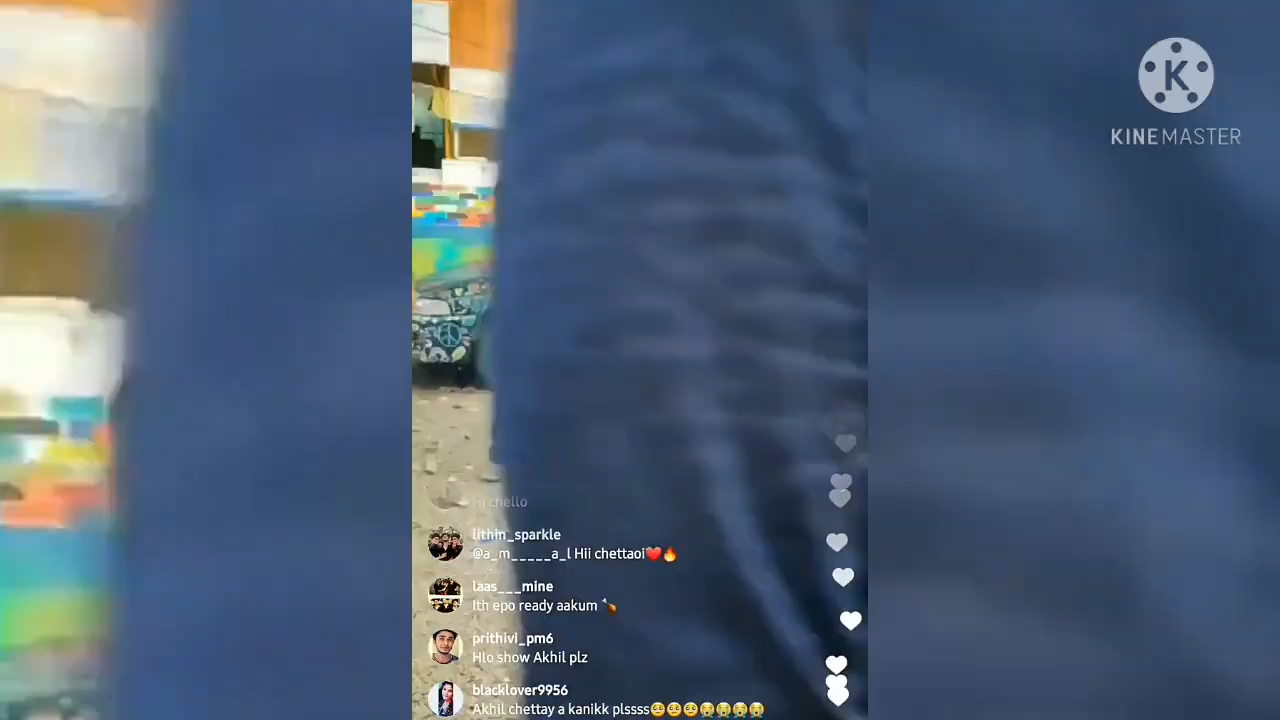 KINEMASTER
chello
lithin_sparkle
@a_m_____a_l Hii chettaoi❤️🔥
laas___mine
Ith epo ready aakum 🍗
prithivi_pm6
Hlo show Akhil plz
blacklover9956
Akhil chettay a kanikk plssss🥺🥺🥺😭😭😭😭